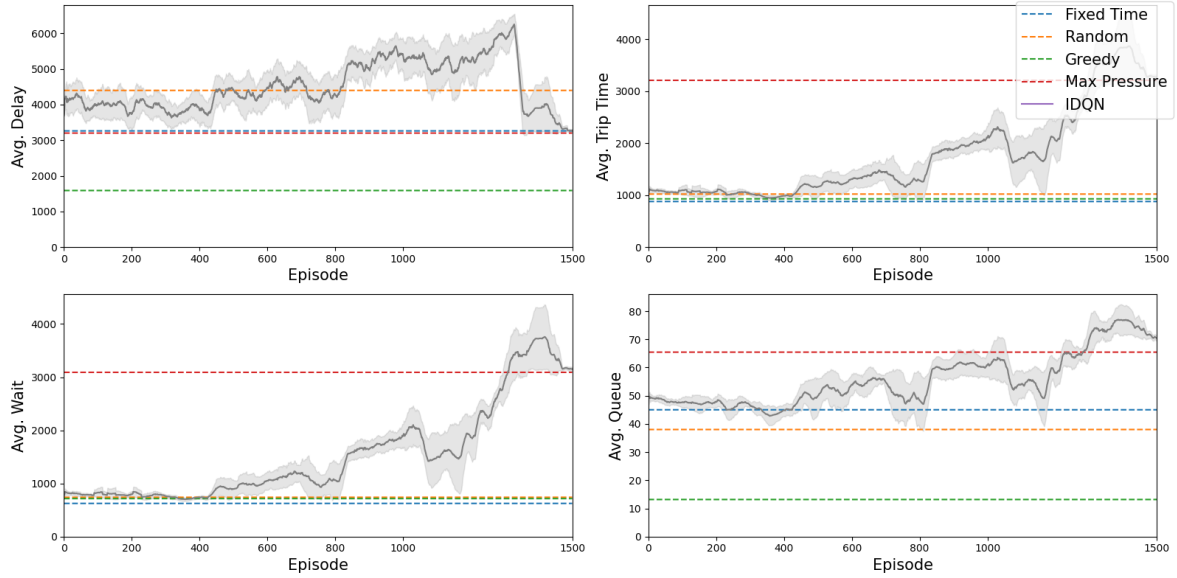 Avg. Delay
6000
5000
4000
3000
2000
1000
0
0 200 400 600 800 1000 1500
Episode
Avg. Trip Time
4000
3000
2000
1000
0
0 200 400 600 800 1000 1500
Episode
Fixed Time
Random
Greedy
Max Pressure
IDQN
Avg. Wait
4000
3000
2000
1000
0
0 200 400 600 800 1000 1500
Episode
Avg. Queue
80
70
60
50
40
30
20
10
0
0 200 400 600 800 1000 1500
Episode